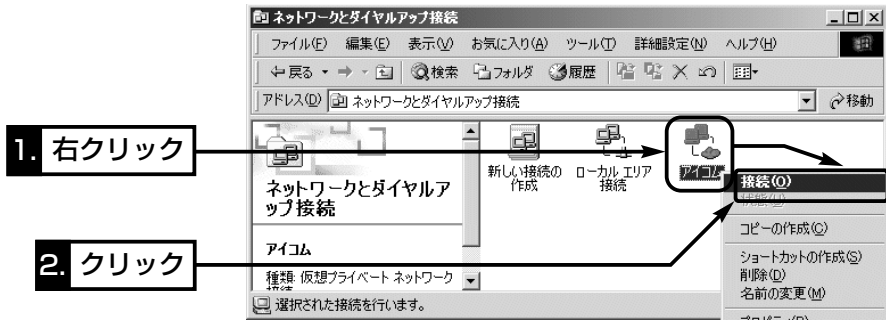 ネットワークとダイヤルアップ接続
ファイル(F) 編集(E) 表示(V) お気に入り(A) ツール(T) 詳細設定(N) ヘルプ(H)
戻る 検索 フォルダ 履歴
アドレス(D) ネットワークとダイヤルアップ接続 移動
1. 右クリック
2. クリック
ネットワークとダイヤルア
ップ接続
アイコム
種類: 仮想プライベート ネットワーク
接続
新しい接続の
作成
ローカル エリア
接続
アイコム
接続(O)
状態(U)
コピーの作成(C)
ショートカットの作成(S)
削除(D)
名前の変更(M)
プロパティ(R)
選択された接続を行います。